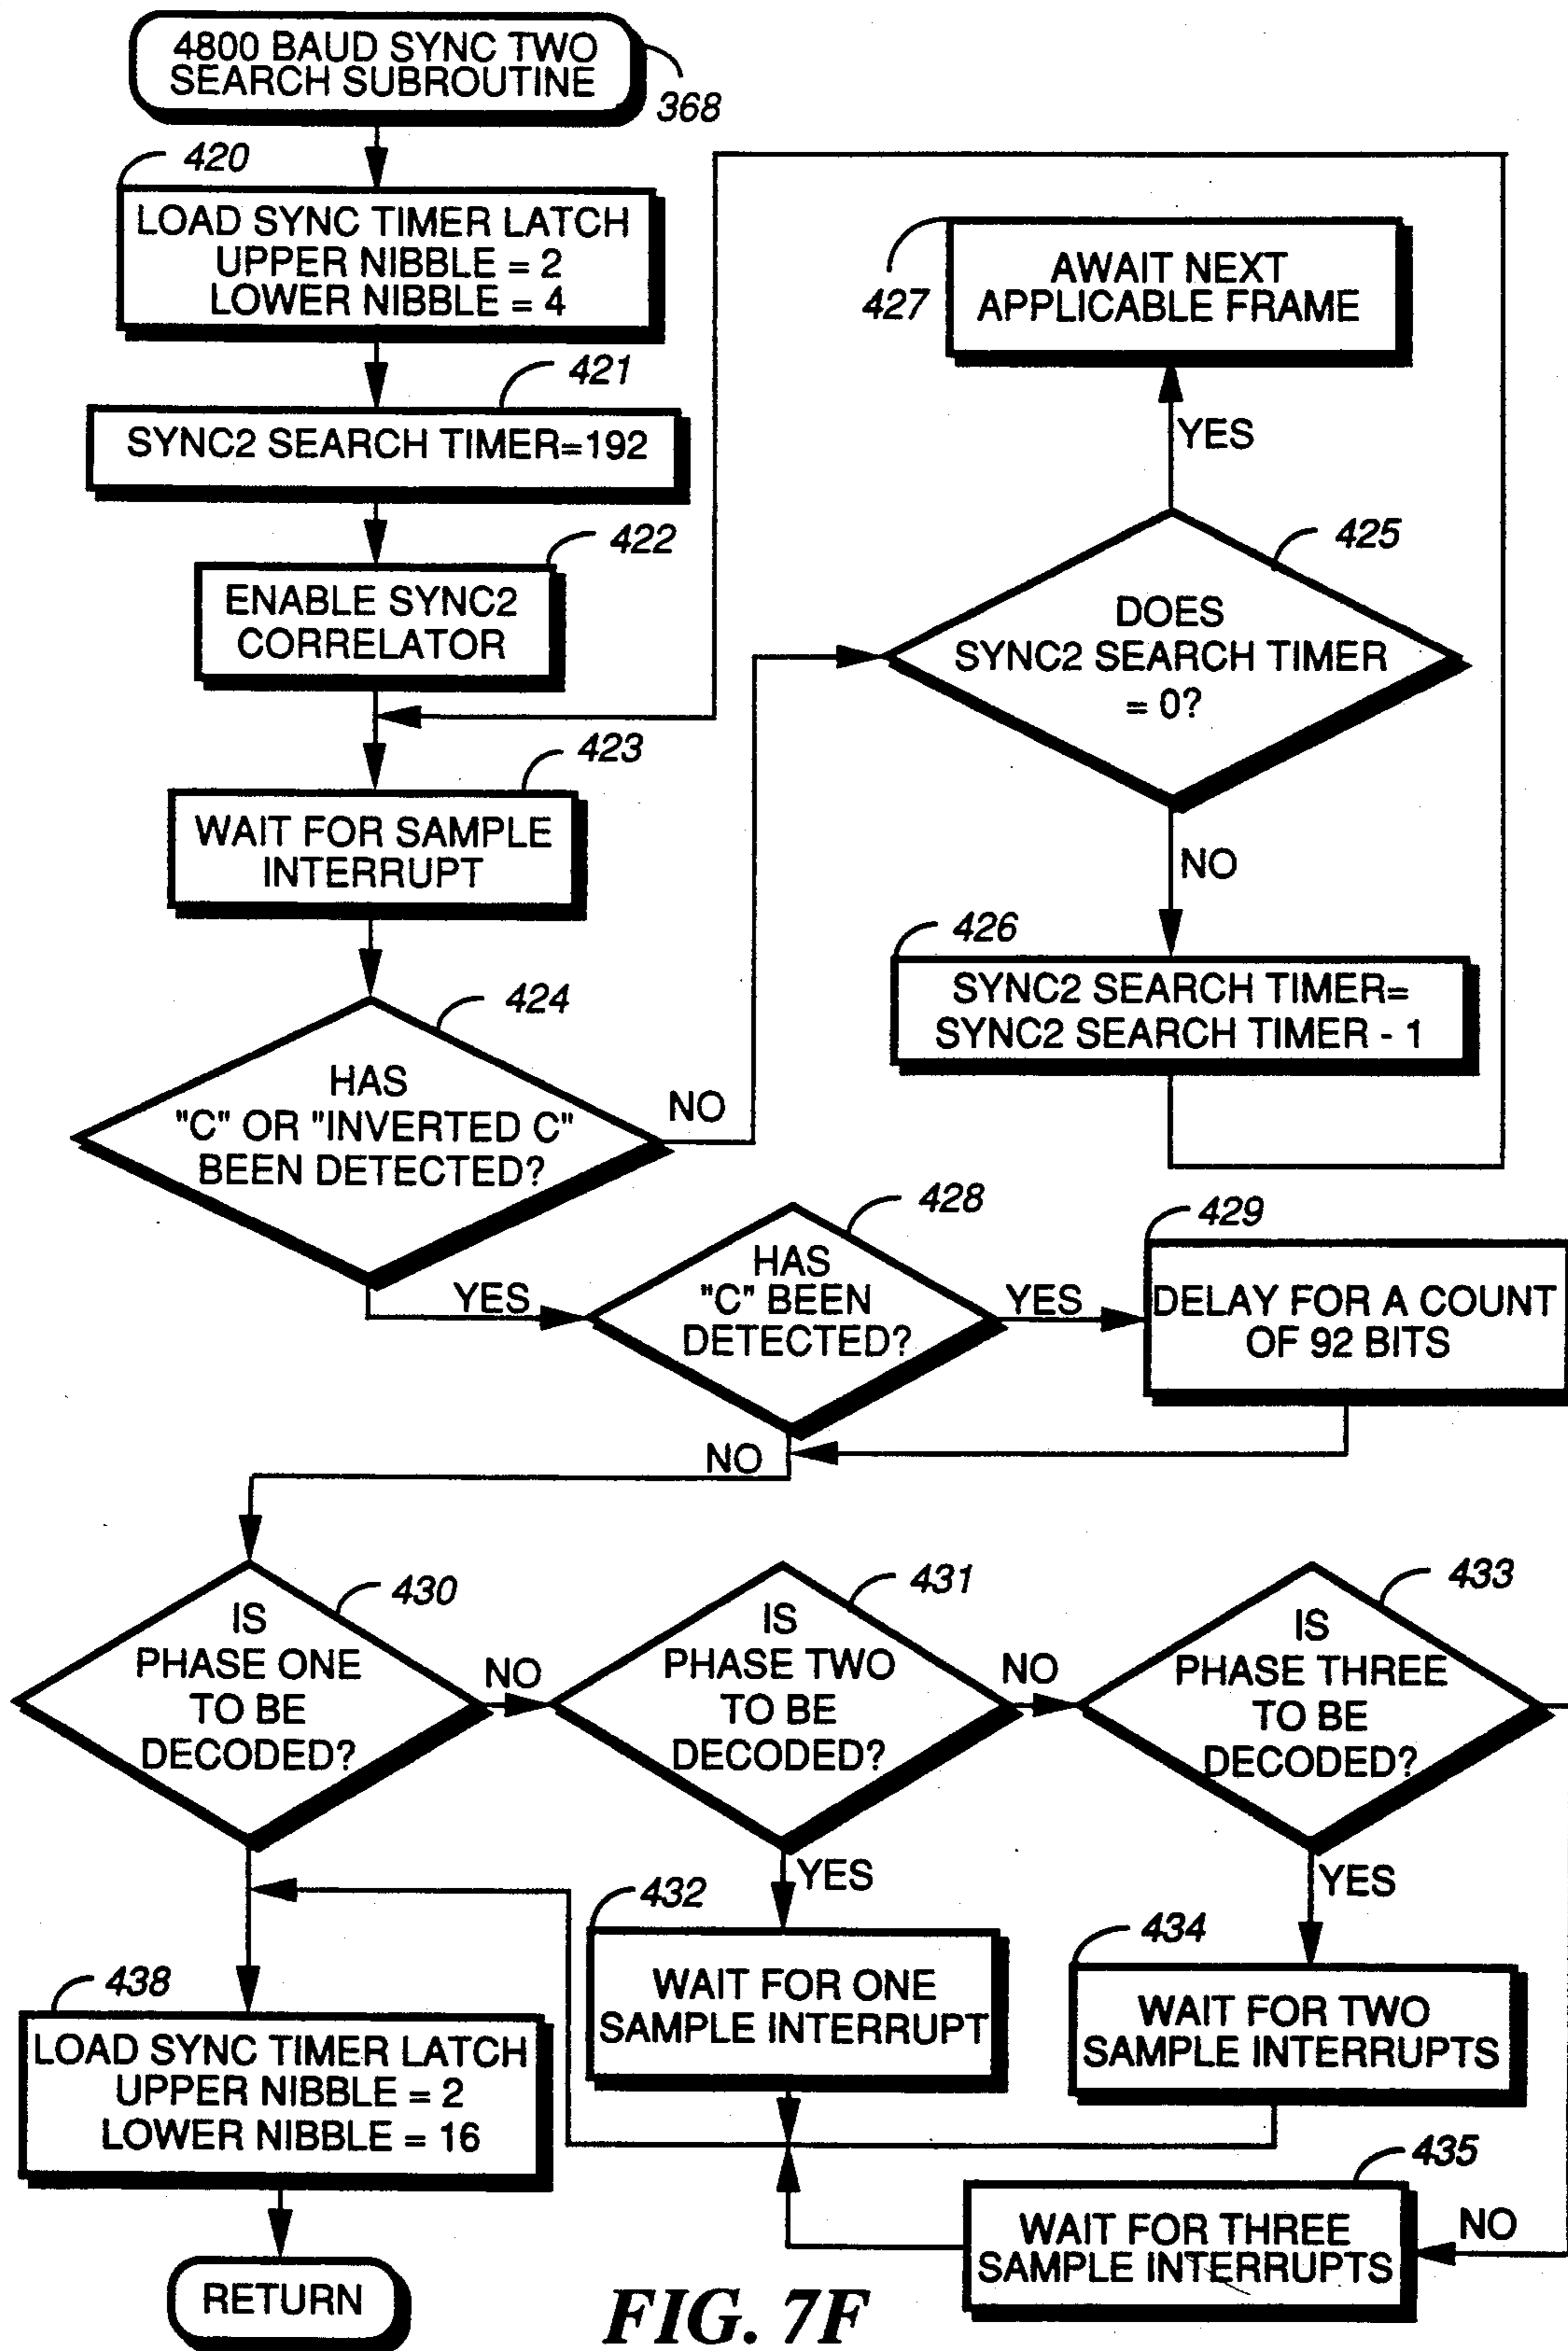 4800 BAUD SYNC TWO
SEARCH SUBROUTINE
368
420
LOAD SYNC TIMER LATCH
UPPER NIBBLE = 2
LOWER NIBBLE = 4
421
SYNC2 SEARCH TIMER=192
422
ENABLE SYNC2
CORRELATOR
423
WAIT FOR SAMPLE
INTERRUPT
424
HAS
"C" OR "INVERTED C"
BEEN DETECTED?
NO
YES
427
AWAIT NEXT
APPLICABLE FRAME
YES
425
DOES
SYNC2 SEARCH TIMER
= 0?
NO
426
SYNC2 SEARCH TIMER=
SYNC2 SEARCH TIMER - 1
428
HAS
"C" BEEN
DETECTED?
YES
NO
429
DELAY FOR A COUNT
OF 92 BITS
430
IS
PHASE ONE
TO BE
DECODED?
NO
431
IS
PHASE TWO
TO BE
DECODED?
NO
YES
433
IS
PHASE THREE
TO BE
DECODED?
YES
432
WAIT FOR ONE
SAMPLE INTERRUPT
434
WAIT FOR TWO
SAMPLE INTERRUPTS
438
LOAD SYNC TIMER LATCH
UPPER NIBBLE = 2
LOWER NIBBLE = 16
435
WAIT FOR THREE
SAMPLE INTERRUPTS
NO
RETURN
FIG. 7F